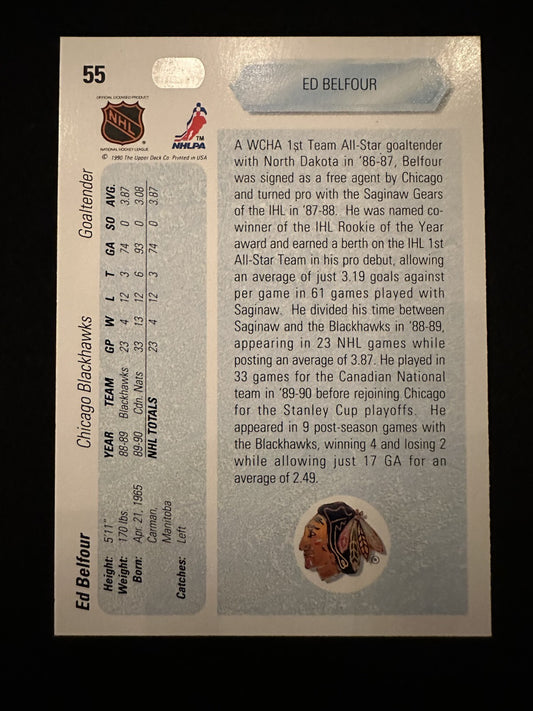 55
OFFICIAL LICENSED PRODUCT
NHL
NATIONAL HOCKEY LEAGUE
TM
NHLPA
© 1990 The Upper Deck Co. Printed in USA
ED BELFOUR
A WCHA 1st Team All-Star goaltender
with North Dakota in '86-87, Belfour
was signed as a free agent by Chicago
and turned pro with the Saginaw Gears
of the IHL in '87-88. He was named co-
winner of the IHL Rookie of the Year
award and earned a berth on the IHL 1st
All-Star Team in his pro debut, allowing
an average of just 3.19 goals against
per game in 61 games played with
Saginaw. He divided his time between
Saginaw and the Blackhawks in '88-89,
appearing in 23 NHL games while
posting an average of 3.87. He played in
33 games for the Canadian National
team in '89-90 before rejoining Chicago
for the Stanley Cup playoffs. He
appeared in 9 post-season games with
the Blackhawks, winning 4 and losing 2
while allowing just 17 GA for an
average of 2.49.
®
Ed Belfour Chicago Blackhawks Goaltender
Height: 5'11"
Weight: 170 lbs.
Born: Apr. 21, 1965
Carman,
Manitoba
Catches: Left
YEAR TEAM GP W L T GA SO AVG.
88-89 Blackhawks 23 4 12 3 74 0 3.87
89-90 Cdn. Nats 33 13 12 6 93 0 3.08
NHL TOTALS 23 4 12 3 74 0 3.87